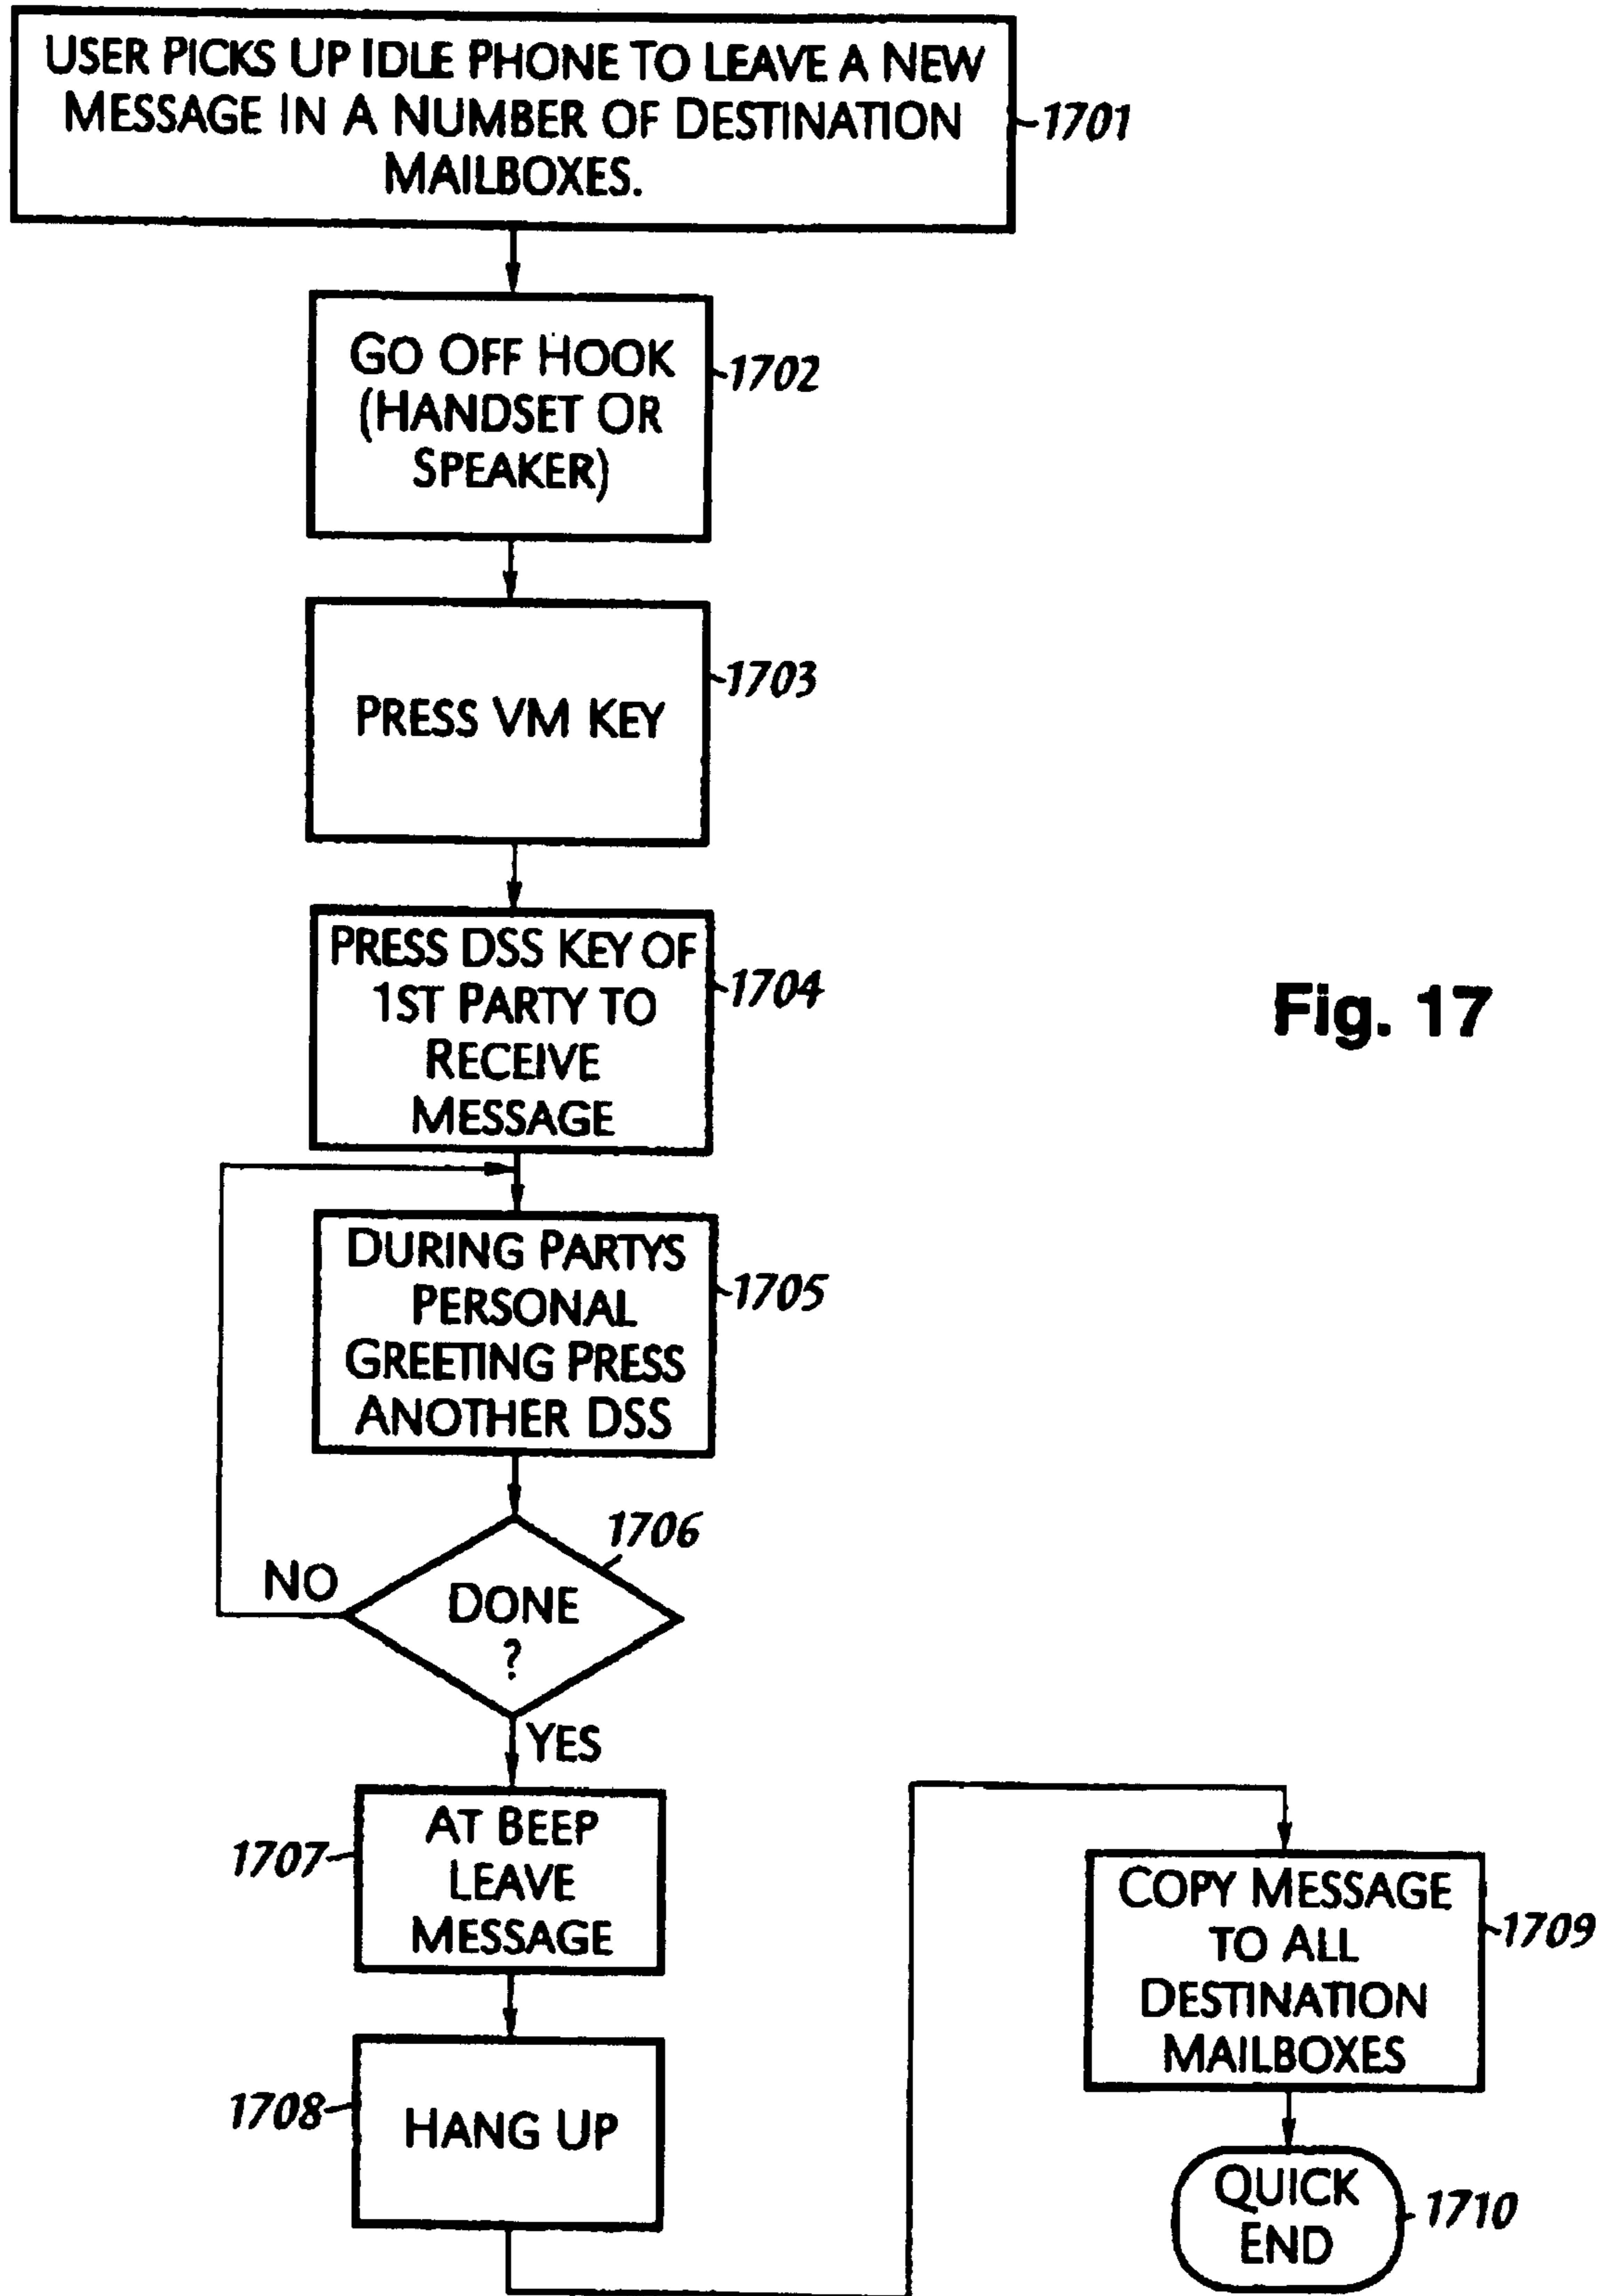 USER PICKS UP IDLE PHONE TO LEAVE A NEW
MESSAGE IN A NUMBER OF DESTINATION
MAILBOXES.
1701
GO OFF HOOK
(HANDSET OR
SPEAKER)
1702
PRESS VM KEY
1703
PRESS DSS KEY OF
1ST PARTY TO
RECEIVE
MESSAGE
1704
Fig. 17
DURING PARTYS
PERSONAL
GREETING PRESS
ANOTHER DSS
1705
1706
NO
DONE
?
YES
AT BEEP
LEAVE
MESSAGE
1707
HANG UP
1708
COPY MESSAGE
TO ALL
DESTINATION
MAILBOXES
1709
QUICK
END
1710